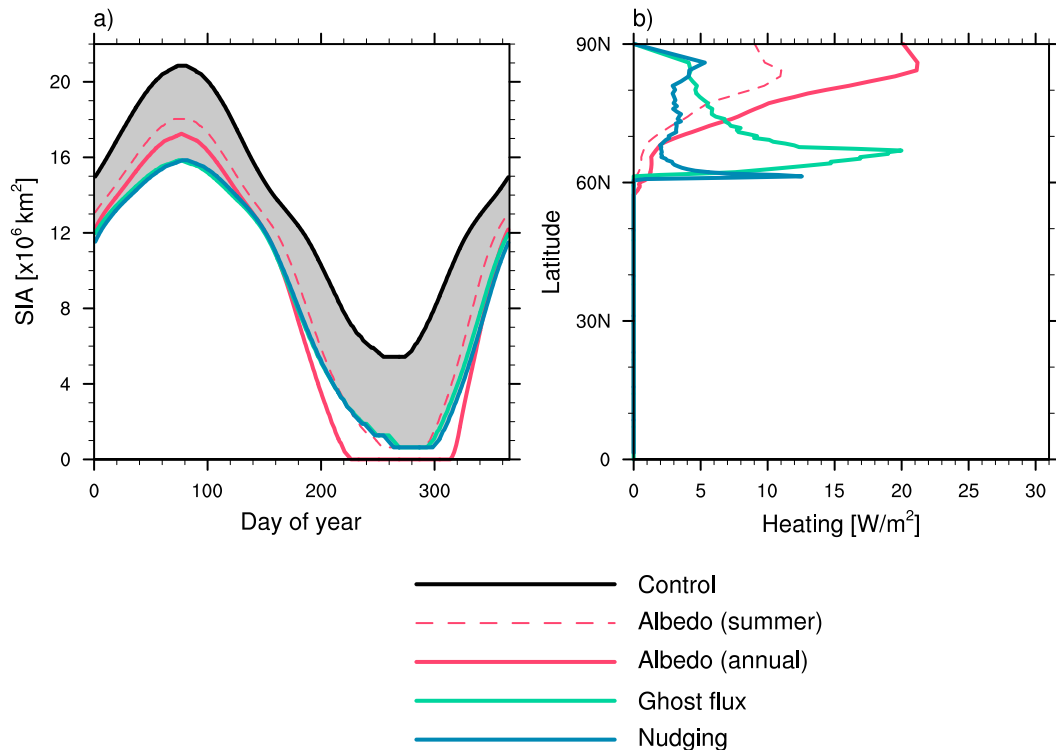 a)
SIA [x10⁶ km²]
20
16
12
8
4
0
0 100 200 300
Day of year
b)
Latitude
90N
60N
30N
0
0 5 10 15 20 25 30
Heating [W/m²]
Control
Albedo (summer)
Albedo (annual)
Ghost flux
Nudging